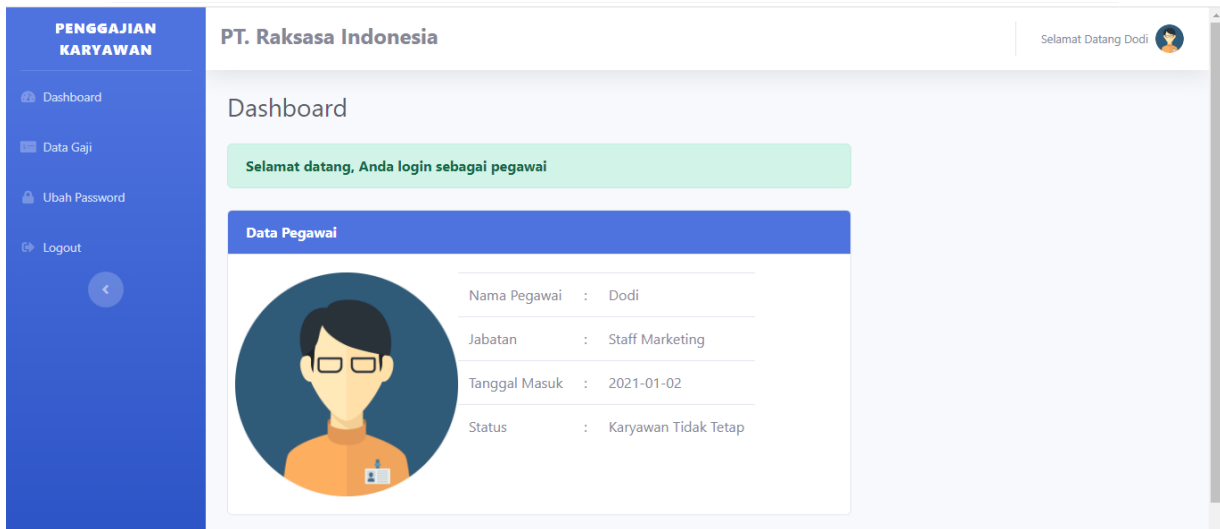 PENGGAJIAN
KARYAWAN
Dashboard
Data Gaji
Ubah Password
Logout
PT. Raksasa Indonesia
Selamat Datang Dodi
Dashboard
Selamat datang, Anda login sebagai pegawai
Data Pegawai
Nama Pegawai : Dodi
Jabatan : Staff Marketing
Tanggal Masuk : 2021-01-02
Status : Karyawan Tidak Tetap